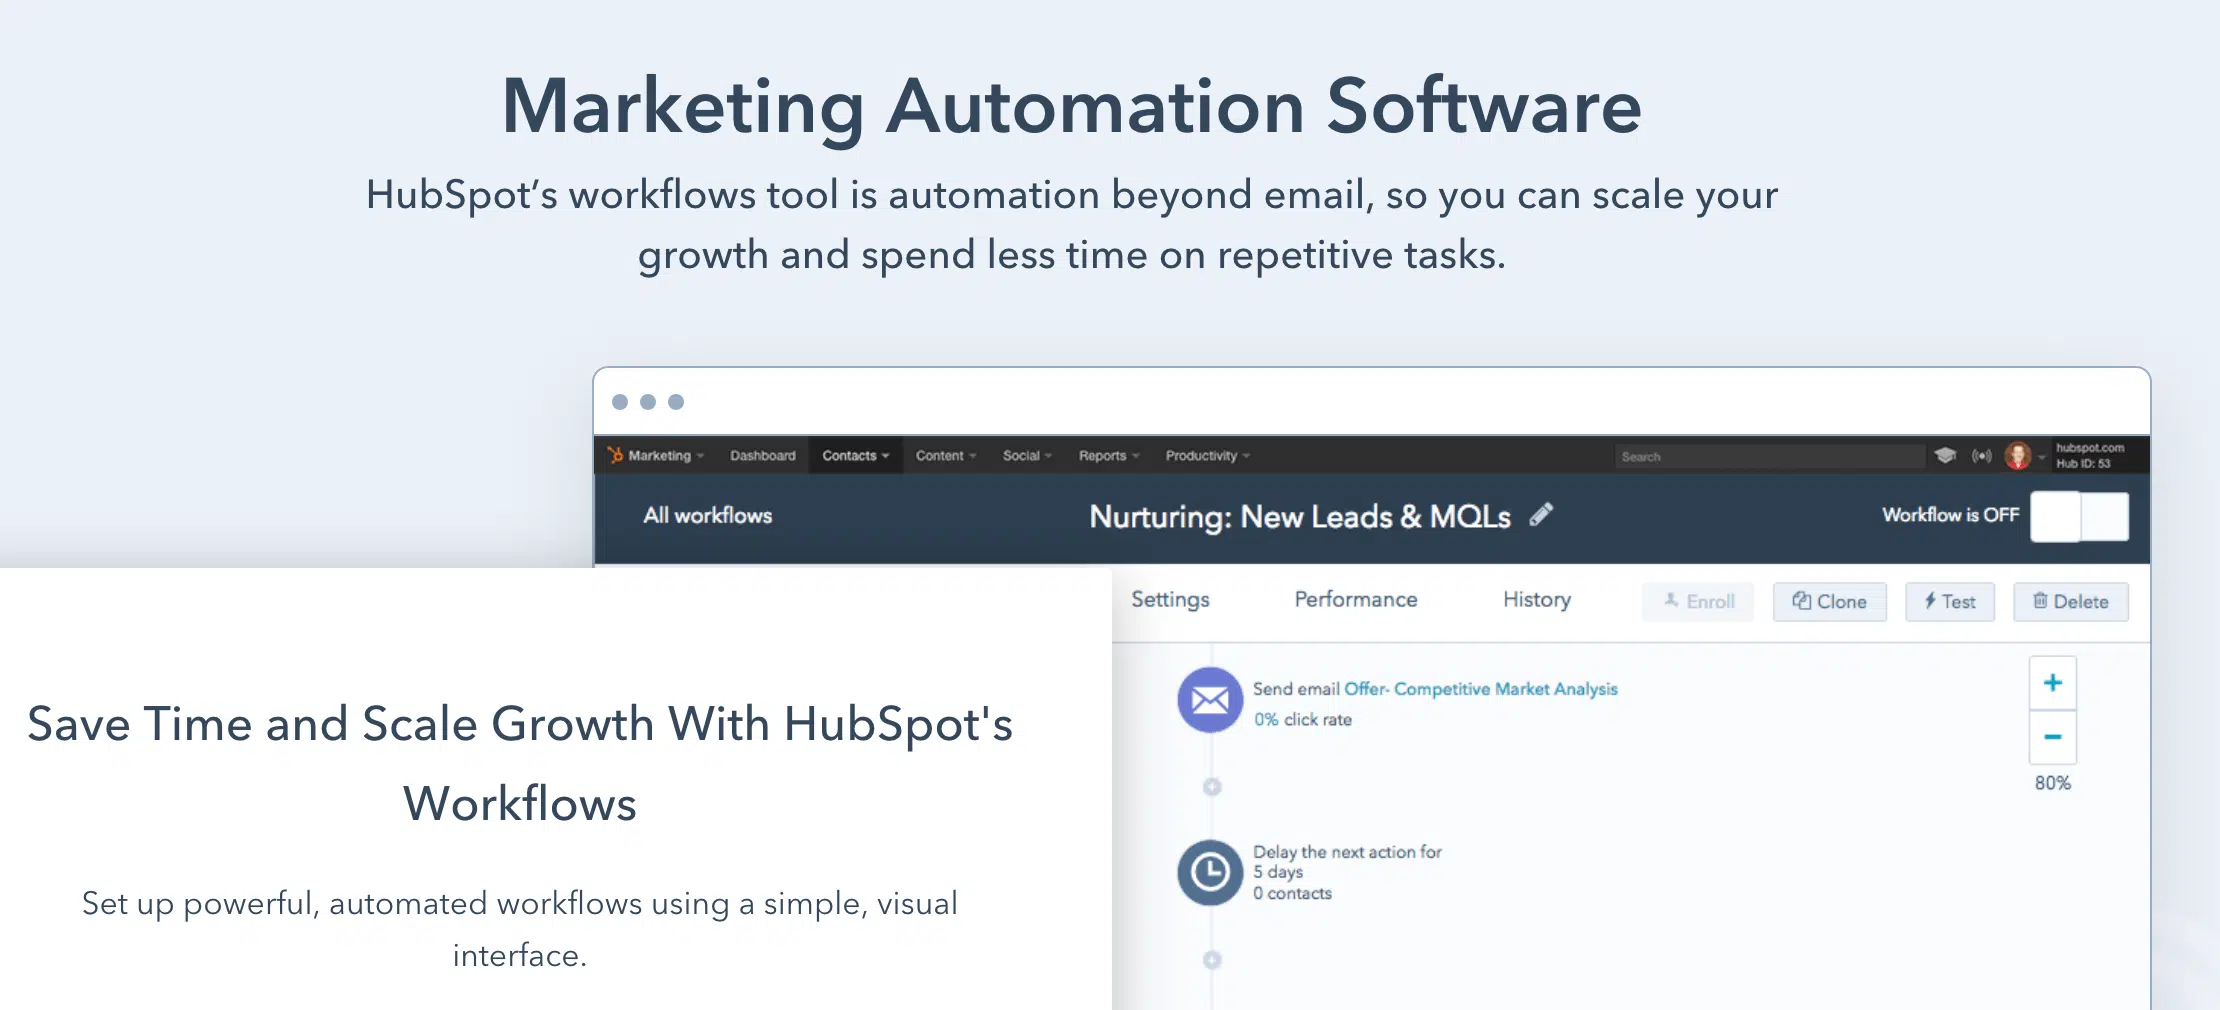 Marketing Automation Software
HubSpot’s workflows tool is automation beyond email, so you can scale your
growth and spend less time on repetitive tasks.
Marketing Dashboard Contacts Content Social Reports Productivity Search hubspot.com
Hub ID: 53
All workflows Nurturing: New Leads & MQLs Workflow is OFF
Settings Performance History Enroll Clone Test Delete
Send email Offer- Competitive Market Analysis
0% click rate
80%
Delay the next action for
5 days
0 contacts
Save Time and Scale Growth With HubSpot's
Workflows
Set up powerful, automated workflows using a simple, visual
interface.